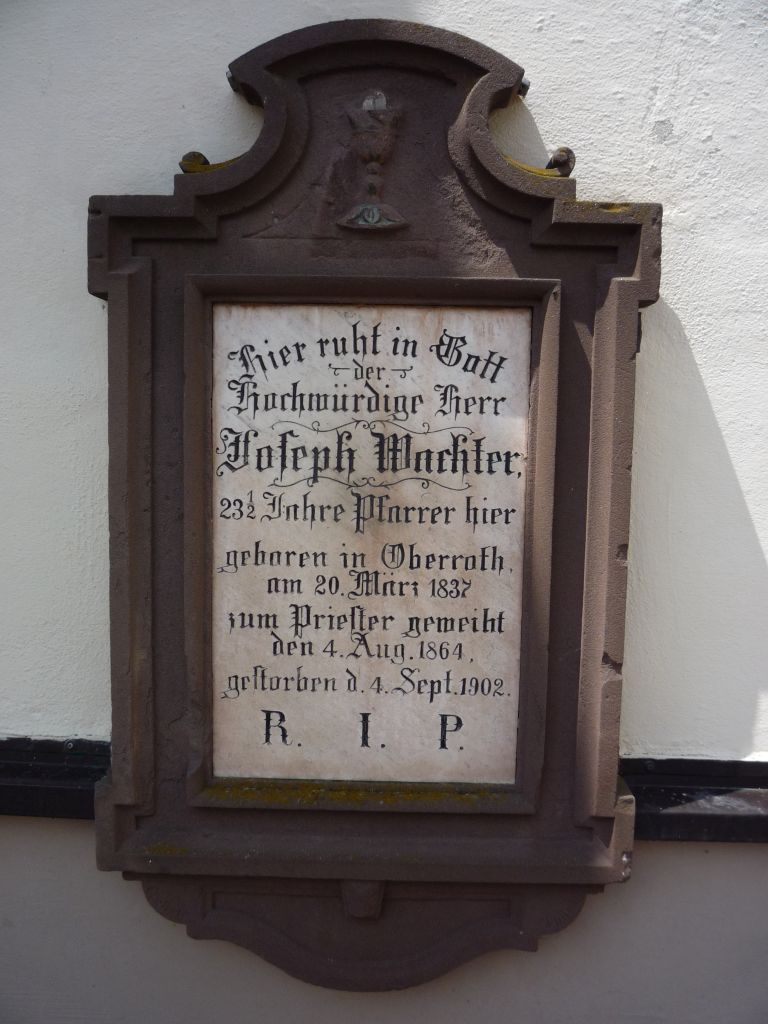 Hier ruht in Gott
der
Hochwürdige Herr
Joseph Wachter,
23½ Jahre Pfarrer hier
geboren in Oberroth,
am 20. März 1837
zum Priester geweiht
den 4. Aug. 1864,
gestorben d. 4. Sept. 1902.
R. I. P.